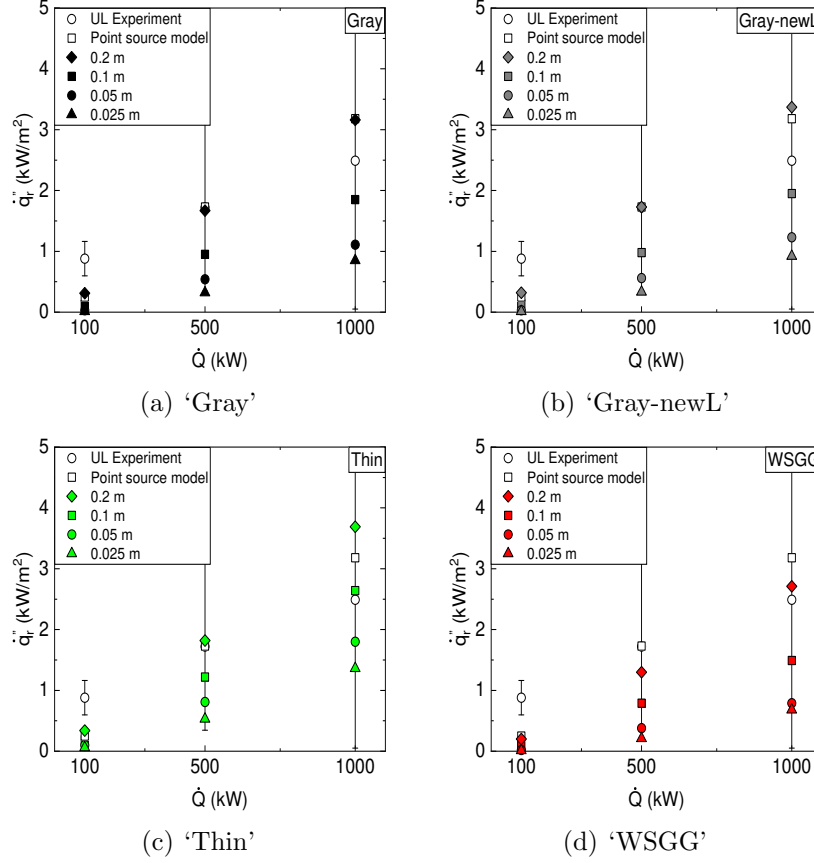 5
4
3
2
1
0
q̇r" (kW/m²)
UL Experiment
Point source model
0.2 m
0.1 m
0.05 m
0.025 m
Gray
100
500
1000
Q̇ (kW)
(a) ‘Gray’
5
4
3
2
1
0
q̇r" (kW/m²)
UL Experiment
Point source model
0.2 m
0.1 m
0.05 m
0.025 m
Gray-newL
100
500
1000
Q̇ (kW)
(b) ‘Gray-newL’
5
4
3
2
1
0
q̇r" (kW/m²)
UL Experiment
Point source model
0.2 m
0.1 m
0.05 m
0.025 m
Thin
100
500
1000
Q̇ (kW)
(c) ‘Thin’
5
4
3
2
1
0
q̇r" (kW/m²)
UL Experiment
Point source model
0.2 m
0.1 m
0.05 m
0.025 m
WSGG
100
500
1000
Q̇ (kW)
(d) ‘WSGG’